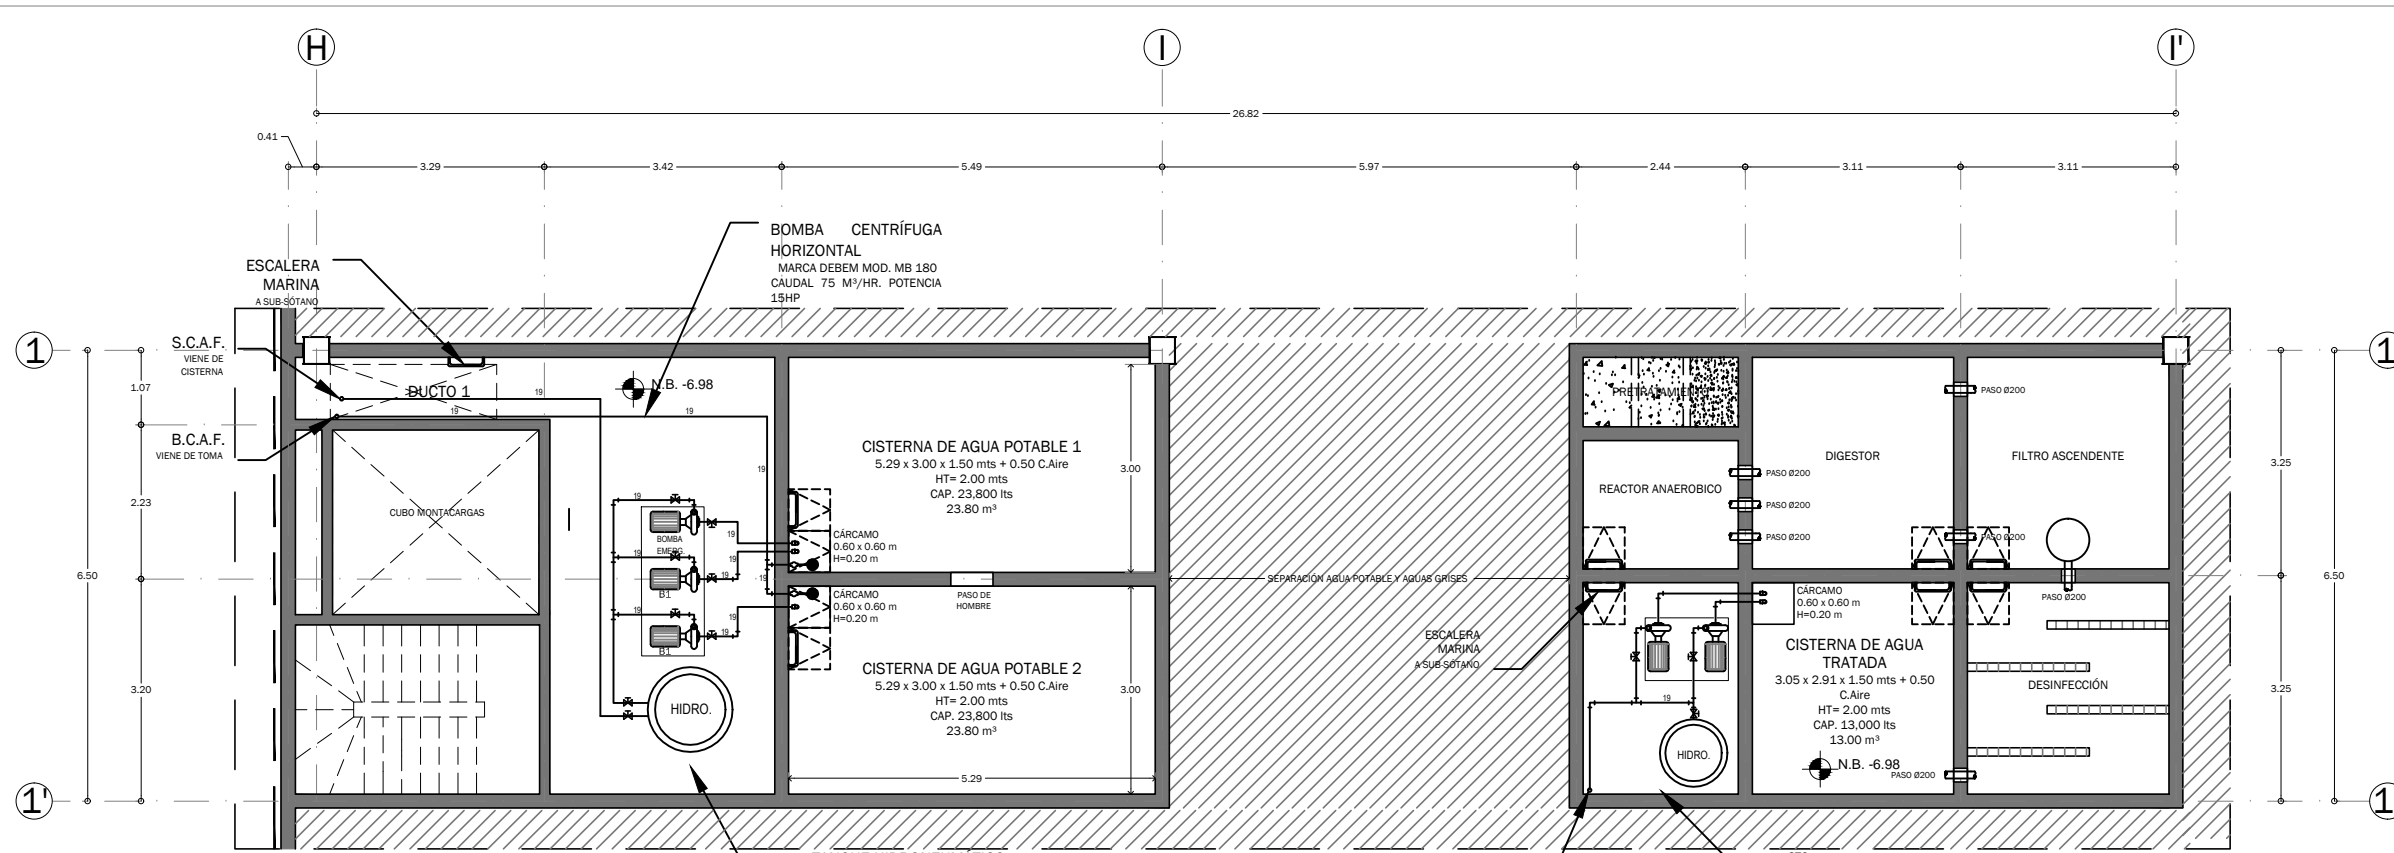 H
I
I'
26.82
0.41
3.29
3.42
5.49
5.97
2.44
3.11
3.11
BOMBA CENTRÍFUGA
HORIZONTAL
MARCA DEBEM MOD. MB 180
CAUDAL 75 M³/HR. POTENCIA
15HP
ESCALERA
MARINA
A SUB-SÓTANO
S.C.A.F.
VIENE DE
CISTERNA
B.C.A.F.
VIENE DE TOMA
1
1
1'
1
1.07
2.23
3.20
6.50
3.25
3.25
6.50
DUCTO 1
19
19
19
N.B. -6.98
CUBO MONTACARGAS
19
19
19
19
19
19
19
19
19
19
BOMBA
EMERG.
B1
B1
HIDRO.
CISTERNA DE AGUA POTABLE 1
5.29 x 3.00 x 1.50 mts + 0.50 C.Aire
HT= 2.00 mts
CAP. 23,800 lts
23.80 m³
3.00
CÁRCAMO
0.60 x 0.60 m
H=0.20 m
CÁRCAMO
0.60 x 0.60 m
H=0.20 m
PASO DE
HOMBRE
CISTERNA DE AGUA POTABLE 2
5.29 x 3.00 x 1.50 mts + 0.50 C.Aire
HT= 2.00 mts
CAP. 23,800 lts
23.80 m³
3.00
5.29
SEPARACIÓN AGUA POTABLE Y AGUAS GRISES
ESCALERA
MARINA
A SUB-SÓTANO
PRETRATAMIENTO
REACTOR ANAEROBICO
PASO Ø200
PASO Ø200
PASO Ø200
DIGESTOR
PASO Ø200
PASO Ø200
FILTRO ASCENDENTE
PASO Ø200
CÁRCAMO
0.60 x 0.60 m
H=0.20 m
CISTERNA DE AGUA
TRATADA
3.05 x 2.91 x 1.50 mts + 0.50
C.Aire
HT= 2.00 mts
CAP. 13,000 lts
13.00 m³
N.B. -6.98
PASO Ø200
DESINFECCIÓN
19
HIDRO.